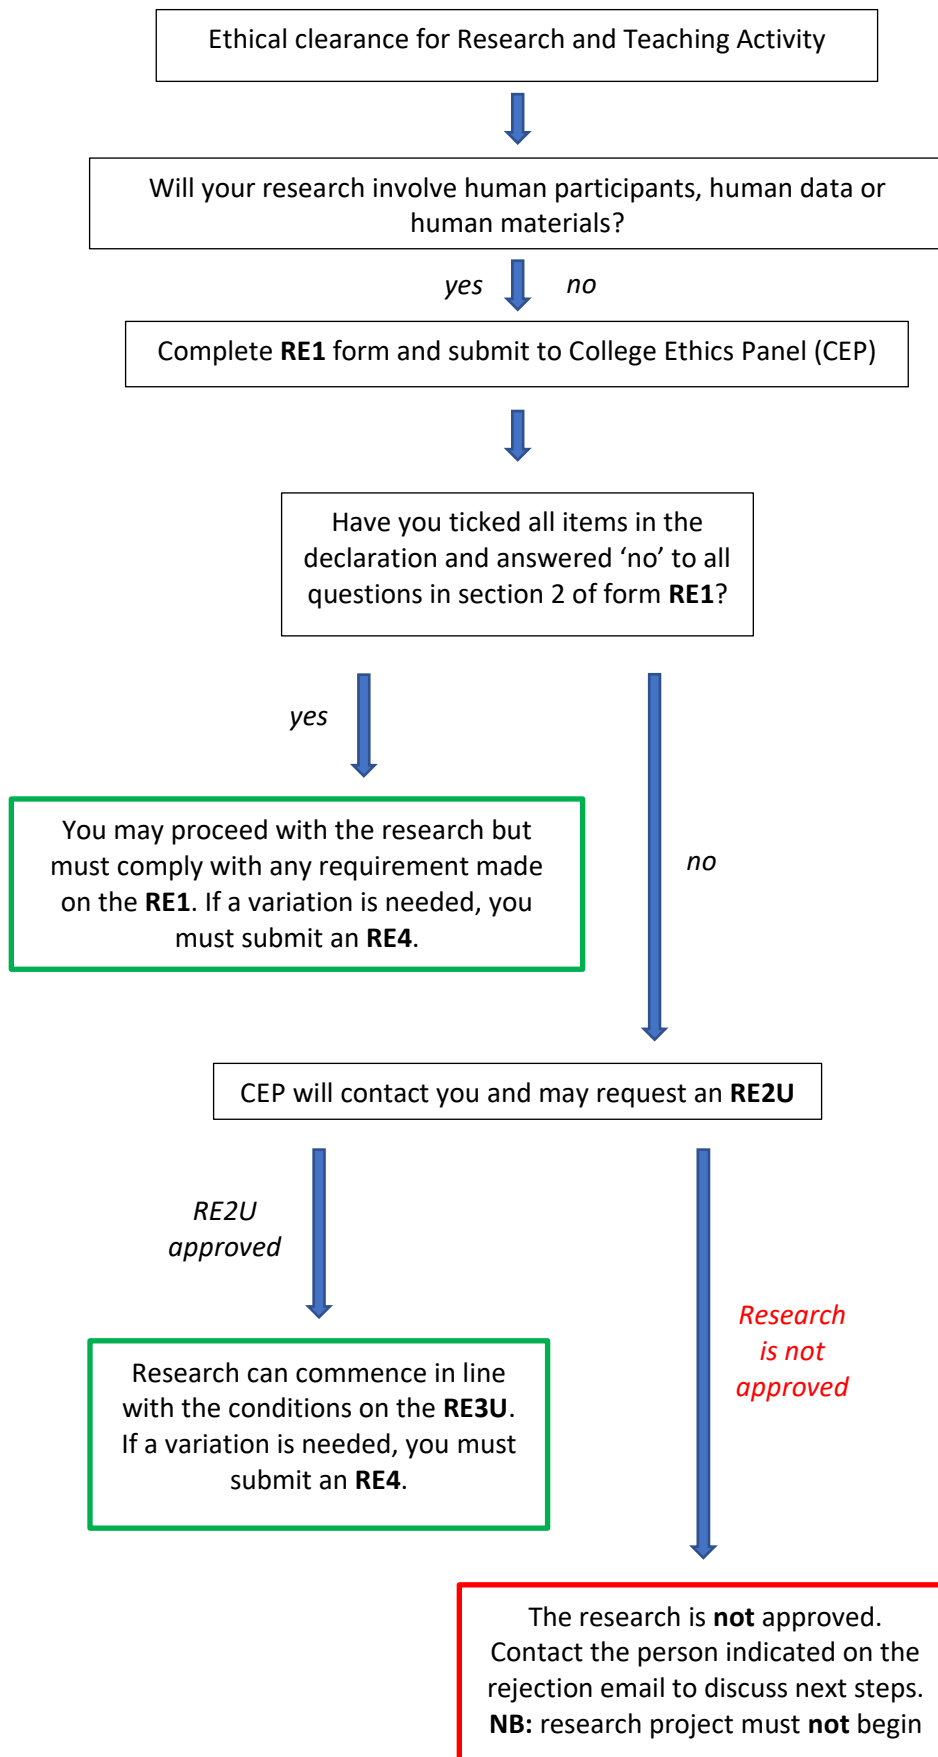 Ethical clearance for Research and Teaching Activity
Will your research involve human participants, human data or
human materials?
yes no
Complete RE1 form and submit to College Ethics Panel (CEP)
Have you ticked all items in the
declaration and answered ‘no’ to all
questions in section 2 of form RE1?
yes
no
You may proceed with the research but
must comply with any requirement made
on the RE1. If a variation is needed, you
must submit an RE4.
CEP will contact you and may request an RE2U
RE2U
approved
Research
is not
approved
Research can commence in line
with the conditions on the RE3U.
If a variation is needed, you must
submit an RE4.
The research is not approved.
Contact the person indicated on the
rejection email to discuss next steps.
NB: research project must not begin